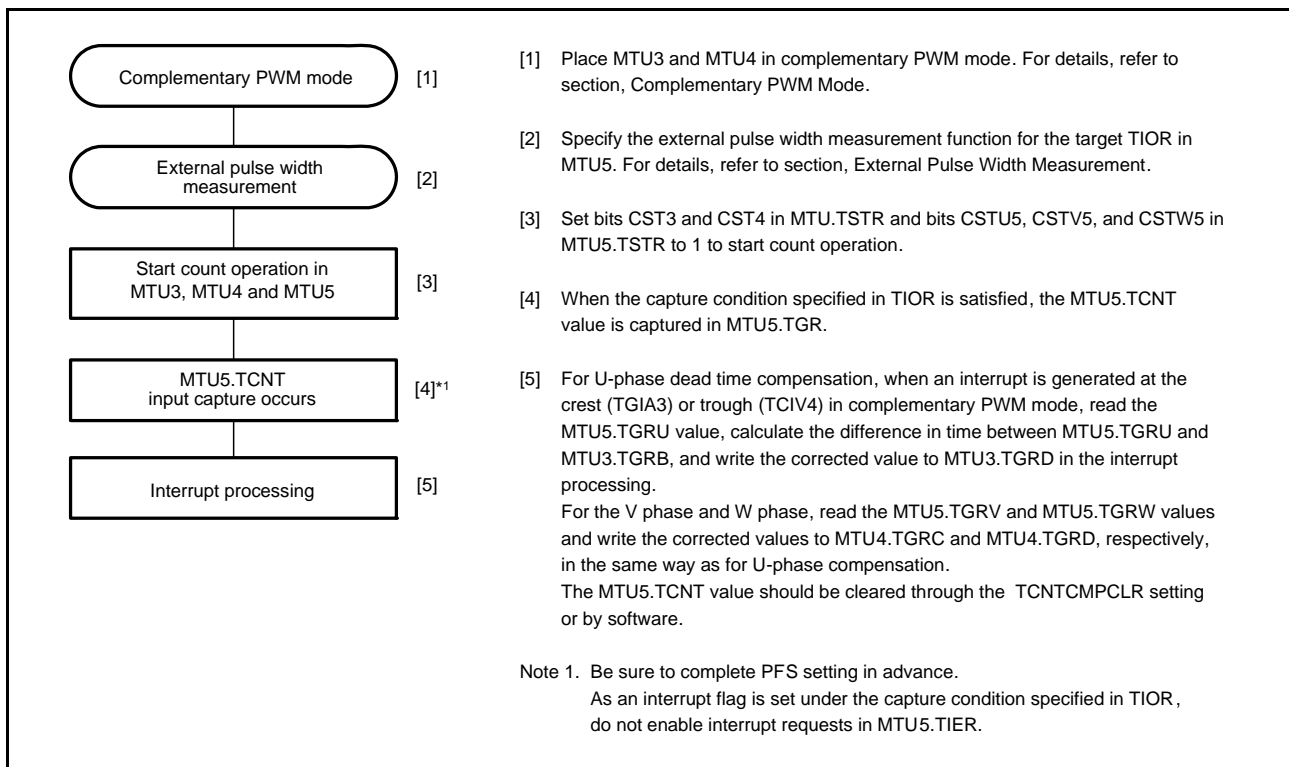 Complementary PWM mode [1]
External pulse width
measurement
[2]
Start count operation in
MTU3, MTU4 and MTU5
[3]
MTU5.TCNT
input capture occurs
[4]*1
Interrupt processing [5]
[1] Place MTU3 and MTU4 in complementary PWM mode. For details, refer to
section, Complementary PWM Mode.
[2] Specify the external pulse width measurement function for the target TIOR in
MTU5. For details, refer to section, External Pulse Width Measurement.
[3] Set bits CST3 and CST4 in MTU.TSTR and bits CSTU5, CSTV5, and CSTW5 in
MTU5.TSTR to 1 to start count operation.
[4] When the capture condition specified in TIOR is satisfied, the MTU5.TCNT
value is captured in MTU5.TGR.
[5] For U-phase dead time compensation, when an interrupt is generated at the
crest (TGIA3) or trough (TCIV4) in complementary PWM mode, read the
MTU5.TGRU value, calculate the difference in time between MTU5.TGRU and
MTU3.TGRB, and write the corrected value to MTU3.TGRD in the interrupt
processing.
For the V phase and W phase, read the MTU5.TGRV and MTU5.TGRW values
and write the corrected values to MTU4.TGRC and MTU4.TGRD, respectively,
in the same way as for U-phase compensation.
The MTU5.TCNT value should be cleared through the TCNTCMPCLR setting
or by software.
Note 1. Be sure to complete PFS setting in advance.
As an interrupt flag is set under the capture condition specified in TIOR,
do not enable interrupt requests in MTU5.TIER.